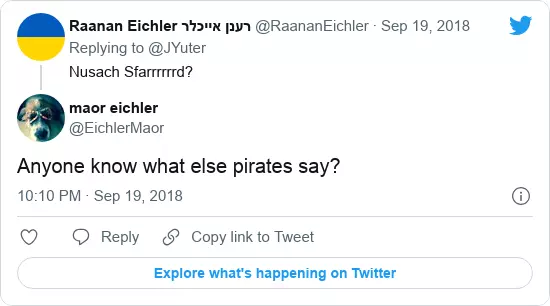 Raanan Eichler רענן אייכלר @RaananEichler · Sep 19, 2018
Replying to @JYuter
Nusach Sfarrrrrrd?
maor eichler
@EichlerMaor
Anyone know what else pirates say?
10:10 PM · Sep 19, 2018
Reply
Copy link to Tweet
Explore what's happening on Twitter